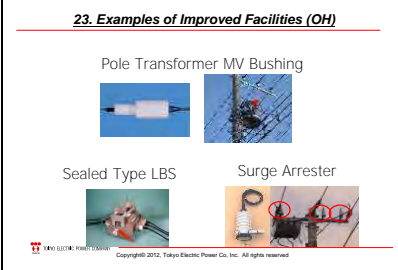 23. Examples of Improved Facilities (OH)
Pole Transformer MV Bushing
Sealed Type LBS
Surge Arrester
TOKYO ELECTRIC POWER COMPANY
Copyright© 2012, Tokyo Electric Power Co, Inc. All rights reserved